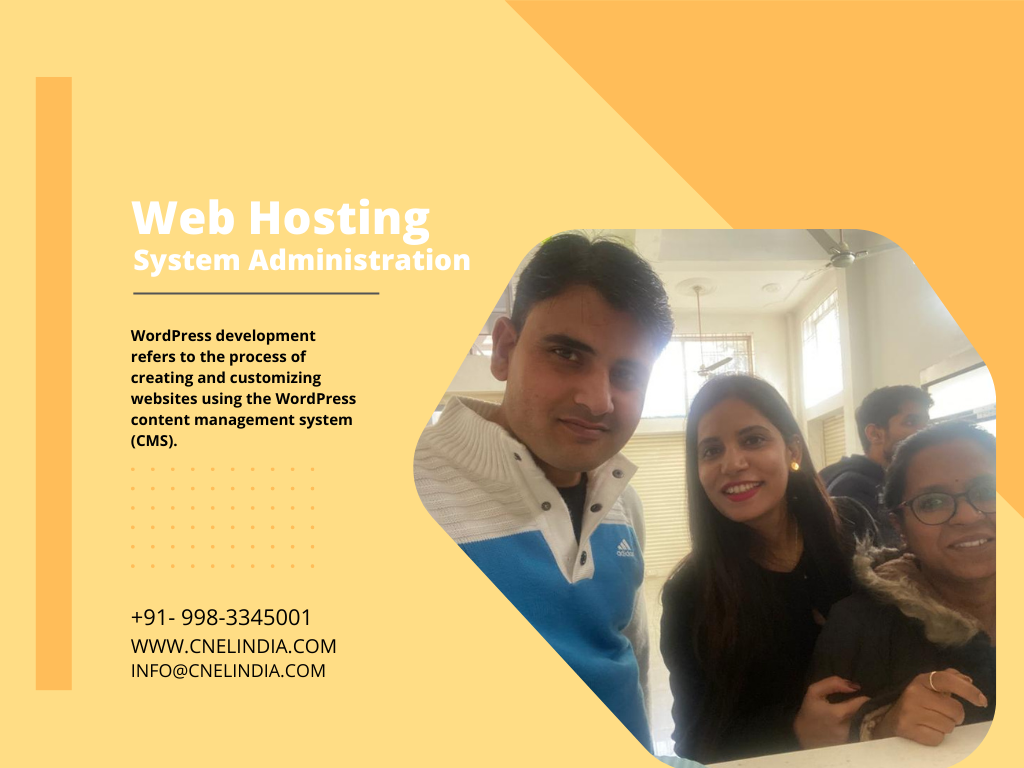 Web Hosting
System Administration
WordPress development
refers to the process of
creating and customizing
websites using the WordPress
content management system
(CMS).
adidas
+91- 998-3345001
WWW.CNELINDIA.COM
INFO@CNELINDIA.COM